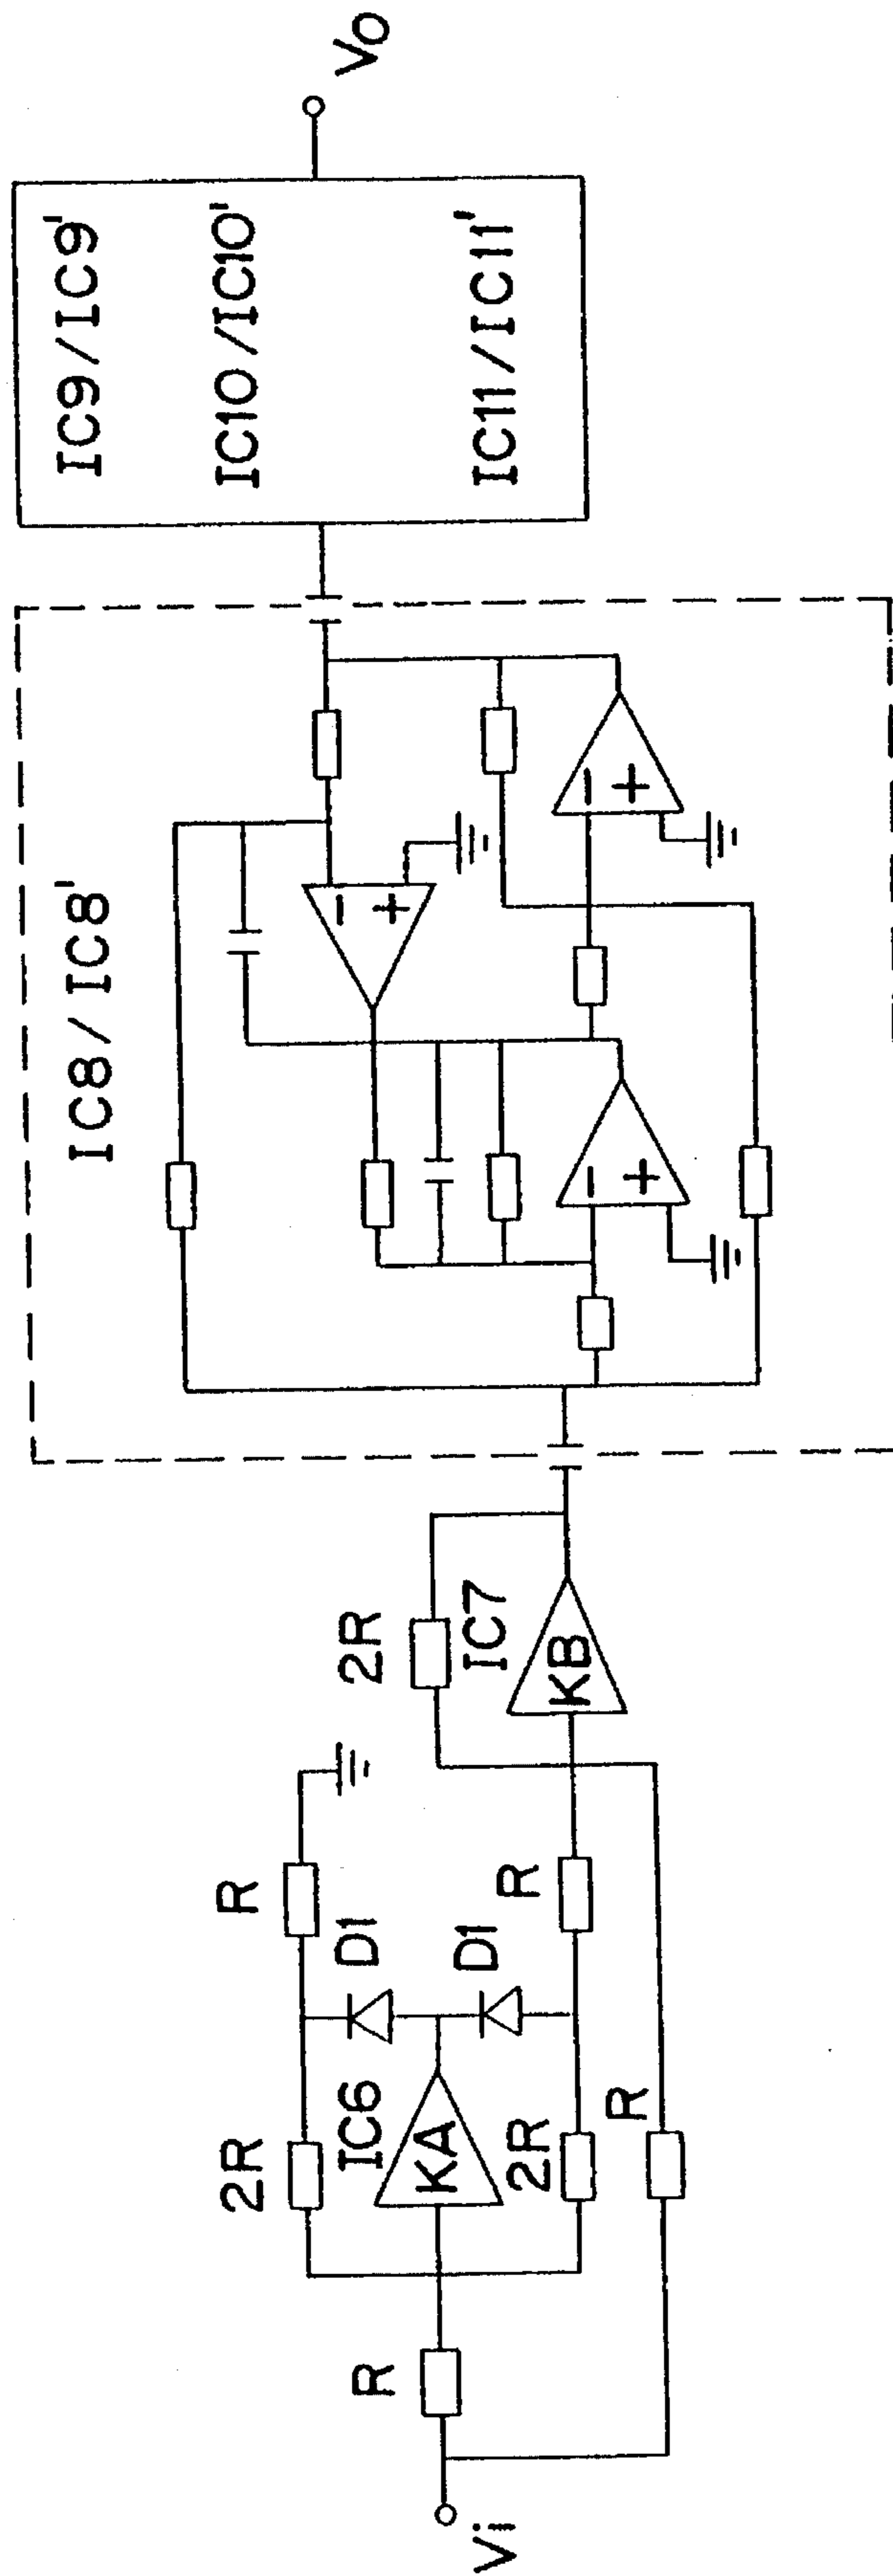 Vi
R
2R
R
IC6
KA
D1
D1
2R
R
R
2R
IC7
KB
IC8/IC8'
-
+
-
+
-
+
IC9/IC9'
IC10/IC10'
IC11/IC11'
VO